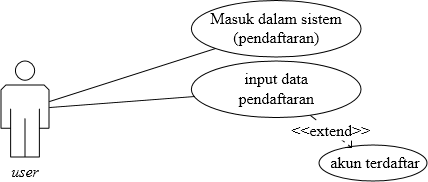 Masuk dalam sistem
(pendaftaran)
input data
pendaftaran
<<extend>>
akun terdaftar
user